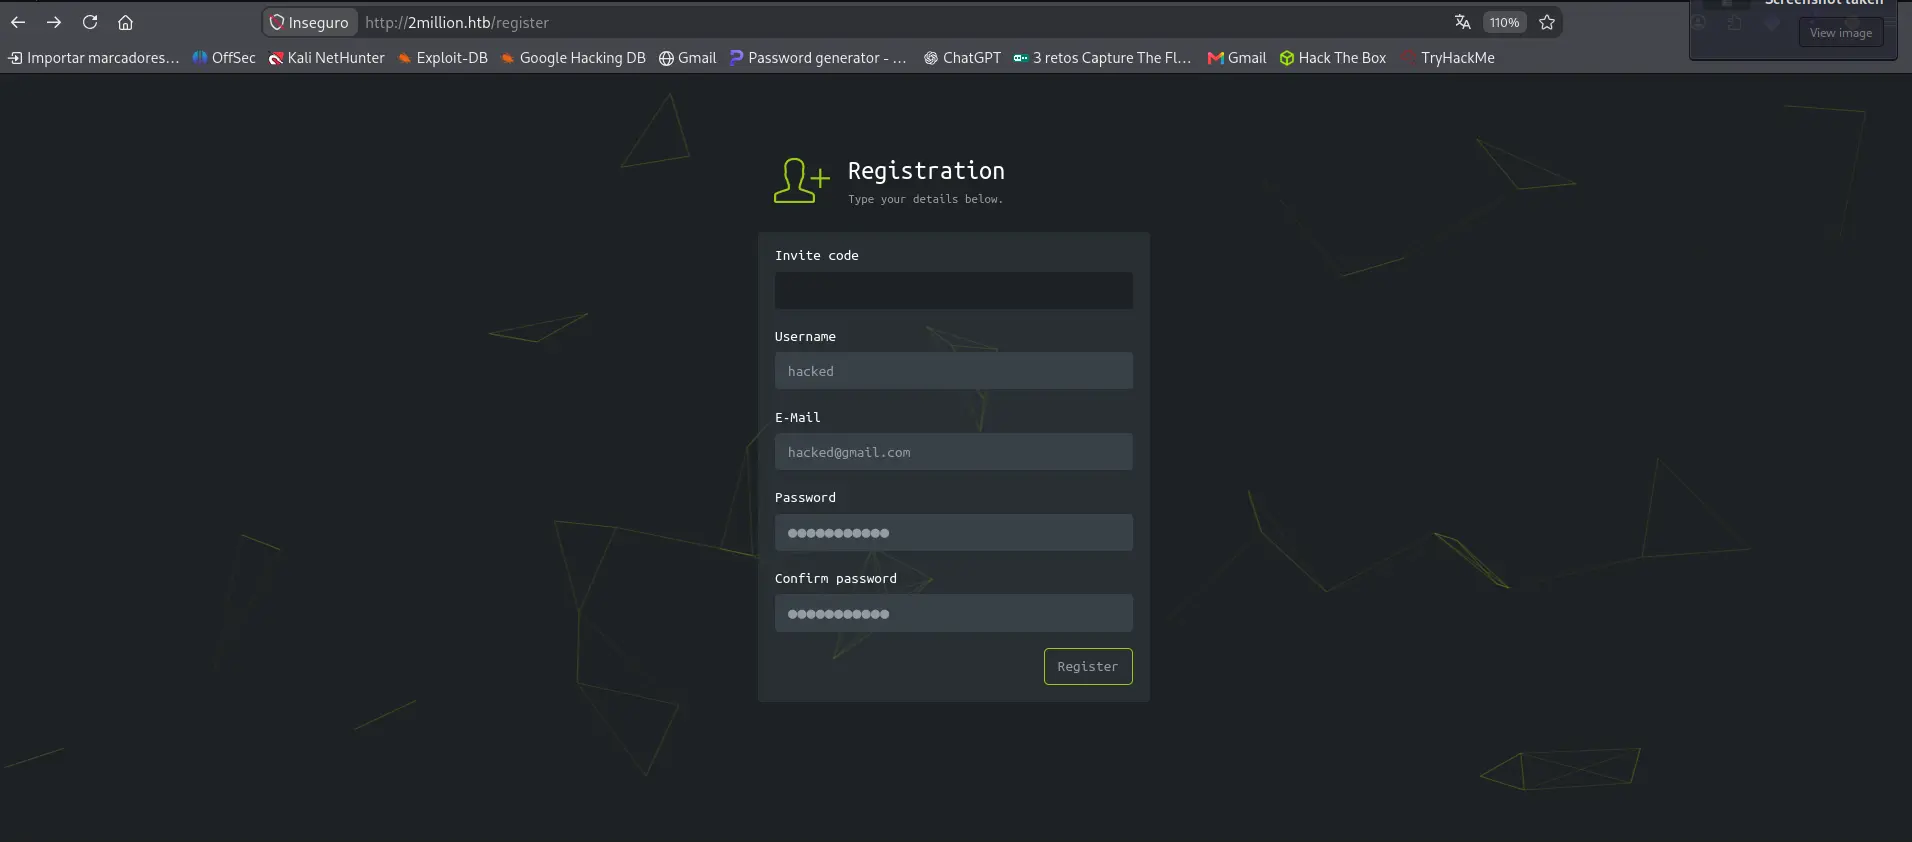 Screenshot taken
Inseguro http://2million.htb/register 110%
View image
Importar marcadores... OffSec Kali NetHunter Exploit-DB Google Hacking DB Gmail Password generator - ... ChatGPT 3 retos Capture The Fl... Gmail Hack The Box TryHackMe
Registration
Type your details below.
Invite code
Username
hacked
E-Mail
hacked@gmail.com
Password
Confirm password
Register